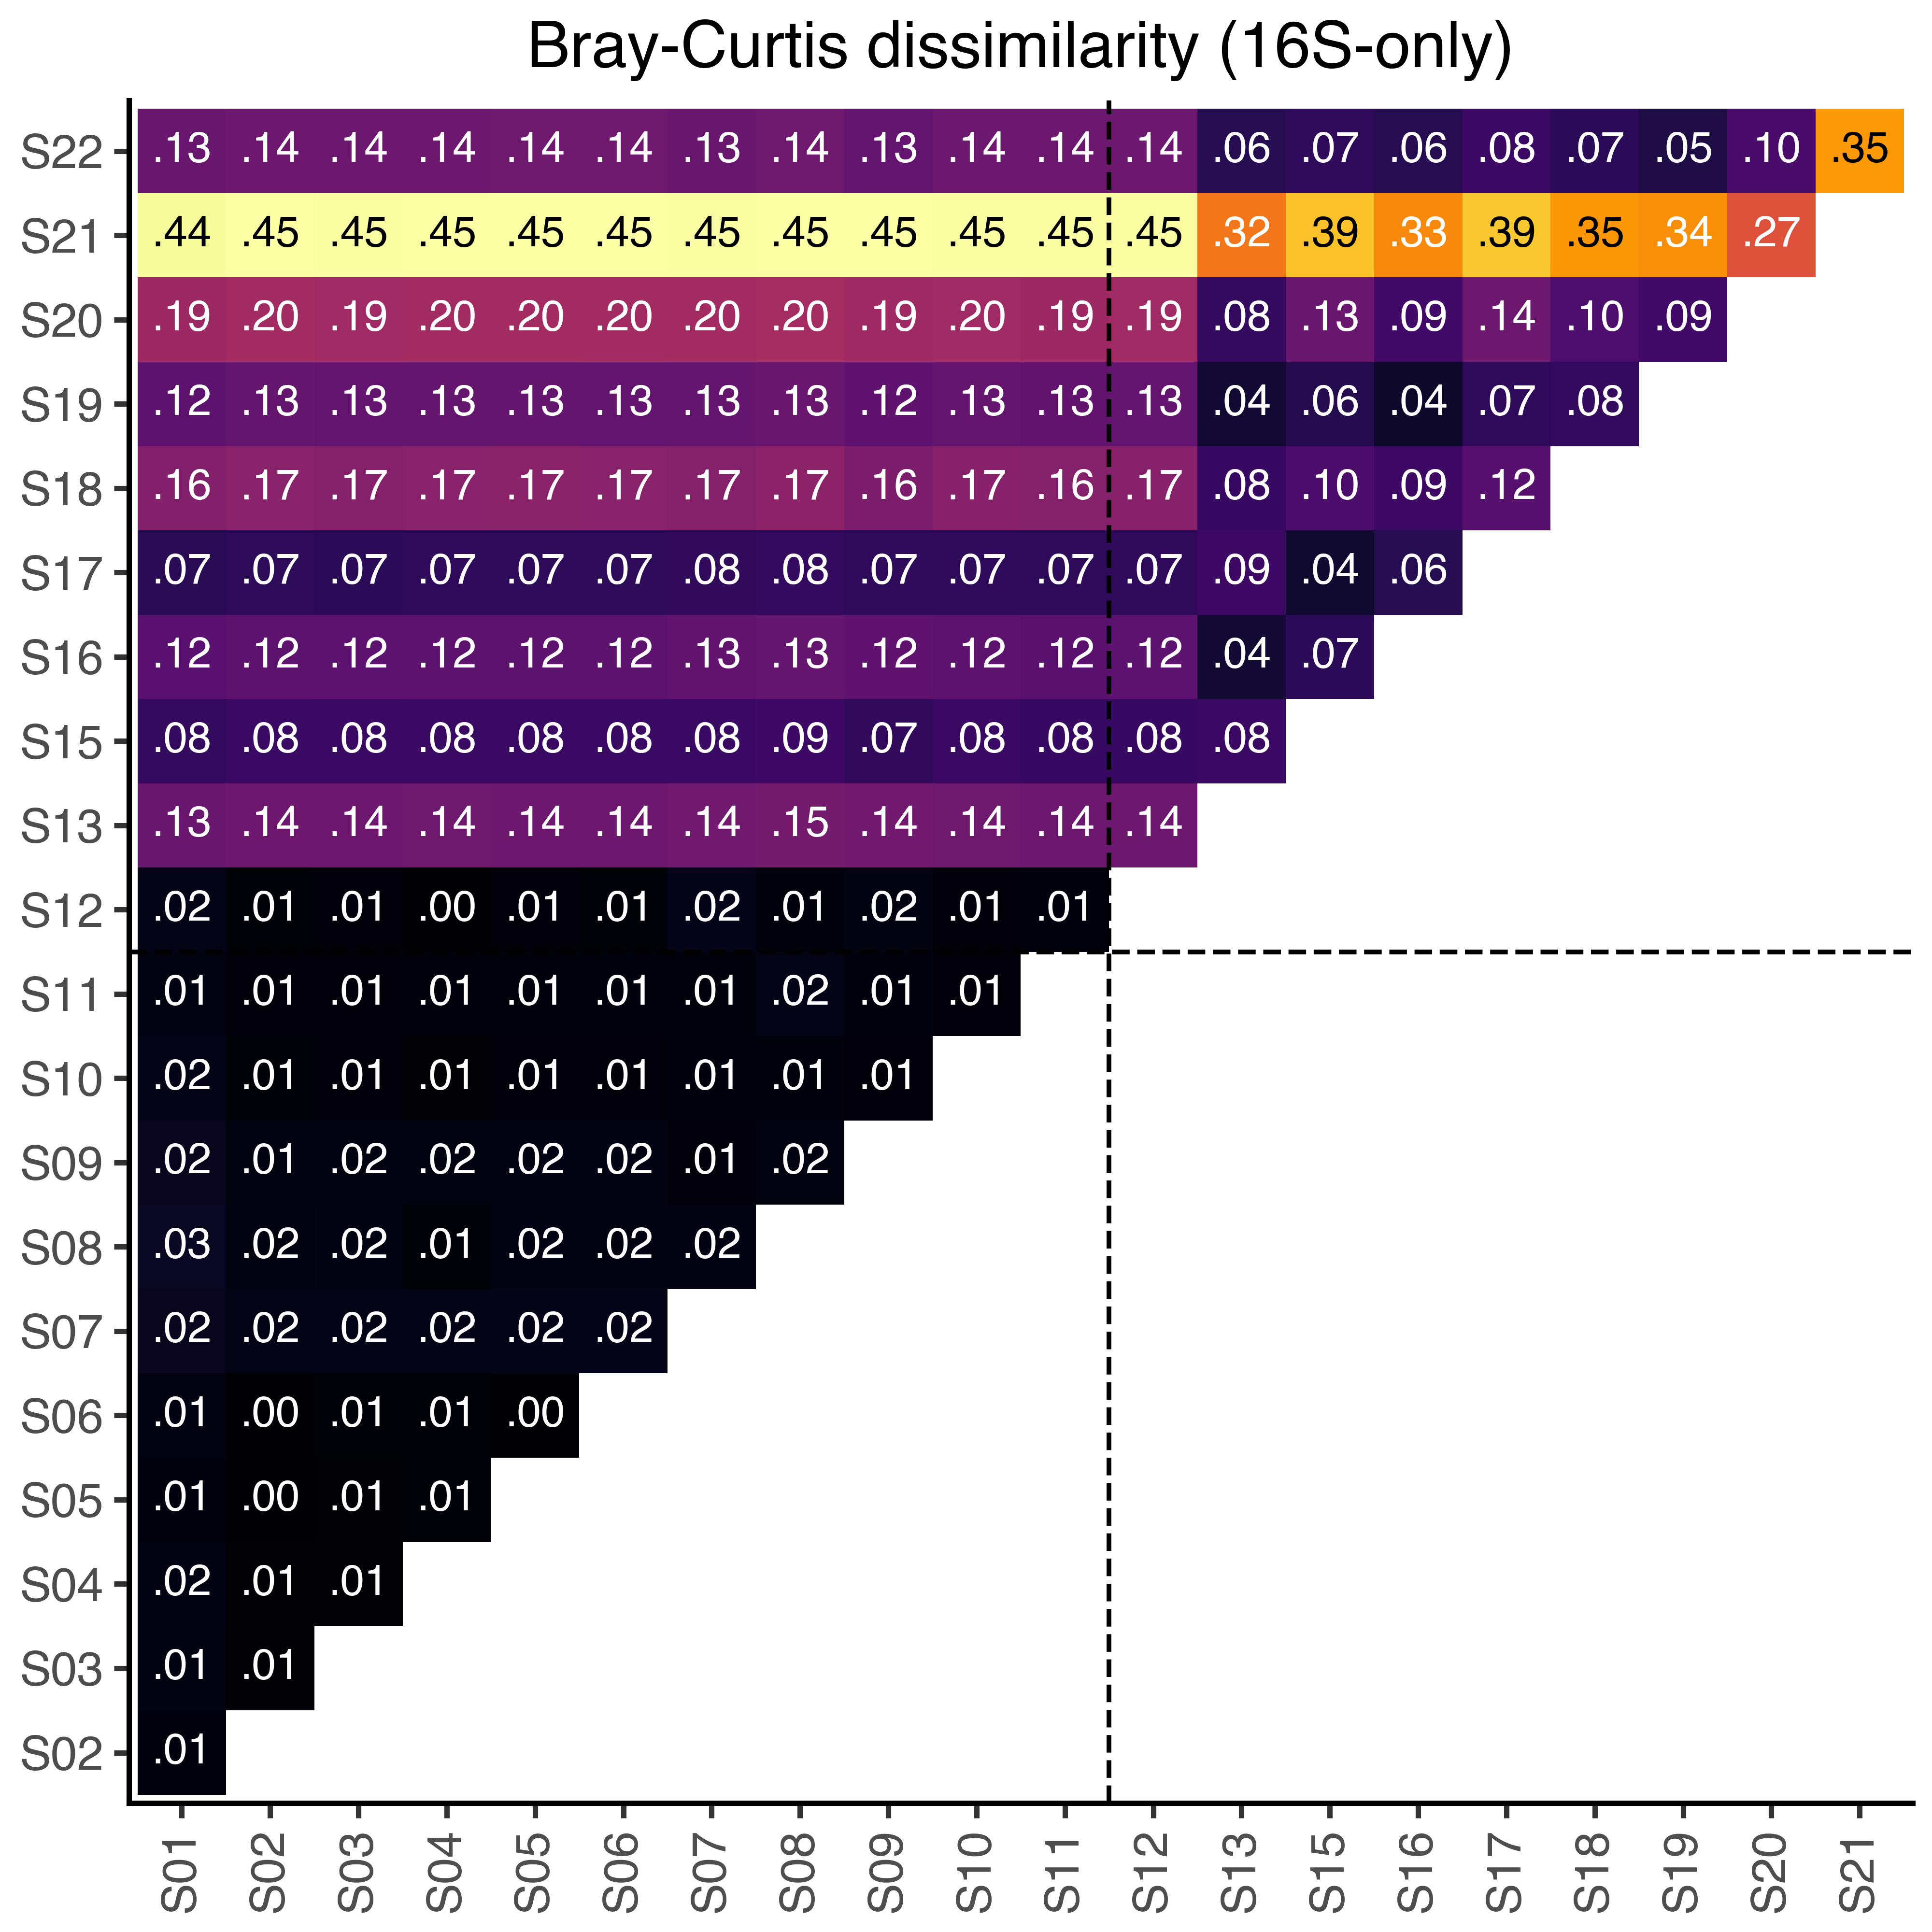 Bray-Curtis dissimilarity (16S-only)
S22 .13 .14 .14 .14 .14 .14 .13 .14 .13 .14 .14 .14 .06 .07 .06 .08 .07 .05 .10 .35
S21 .44 .45 .45 .45 .45 .45 .45 .45 .45 .45 .45 .45 .32 .39 .33 .39 .35 .34 .27
S20 .19 .20 .19 .20 .20 .20 .20 .20 .19 .20 .19 .19 .08 .13 .09 .14 .10 .09
S19 .12 .13 .13 .13 .13 .13 .13 .13 .12 .13 .13 .13 .04 .06 .04 .07 .08
S18 .16 .17 .17 .17 .17 .17 .17 .17 .16 .17 .16 .17 .08 .10 .09 .12
S17 .07 .07 .07 .07 .07 .07 .08 .08 .07 .07 .07 .07 .09 .04 .06
S16 .12 .12 .12 .12 .12 .12 .13 .13 .12 .12 .12 .12 .04 .07
S15 .08 .08 .08 .08 .08 .08 .08 .09 .07 .08 .08 .08 .08
S13 .13 .14 .14 .14 .14 .14 .14 .15 .14 .14 .14 .14
S12 .02 .01 .01 .00 .01 .01 .02 .01 .02 .01 .01
S11 .01 .01 .01 .01 .01 .01 .01 .02 .01 .01
S10 .02 .01 .01 .01 .01 .01 .01 .01 .01
S09 .02 .01 .02 .02 .02 .02 .01 .02
S08 .03 .02 .02 .01 .02 .02 .02
S07 .02 .02 .02 .02 .02 .02
S06 .01 .00 .01 .01 .00
S05 .01 .00 .01 .01
S04 .02 .01 .01
S03 .01 .01
S02 .01
S01 S02 S03 S04 S05 S06 S07 S08 S09 S10 S11 S12 S13 S15 S16 S17 S18 S19 S20 S21